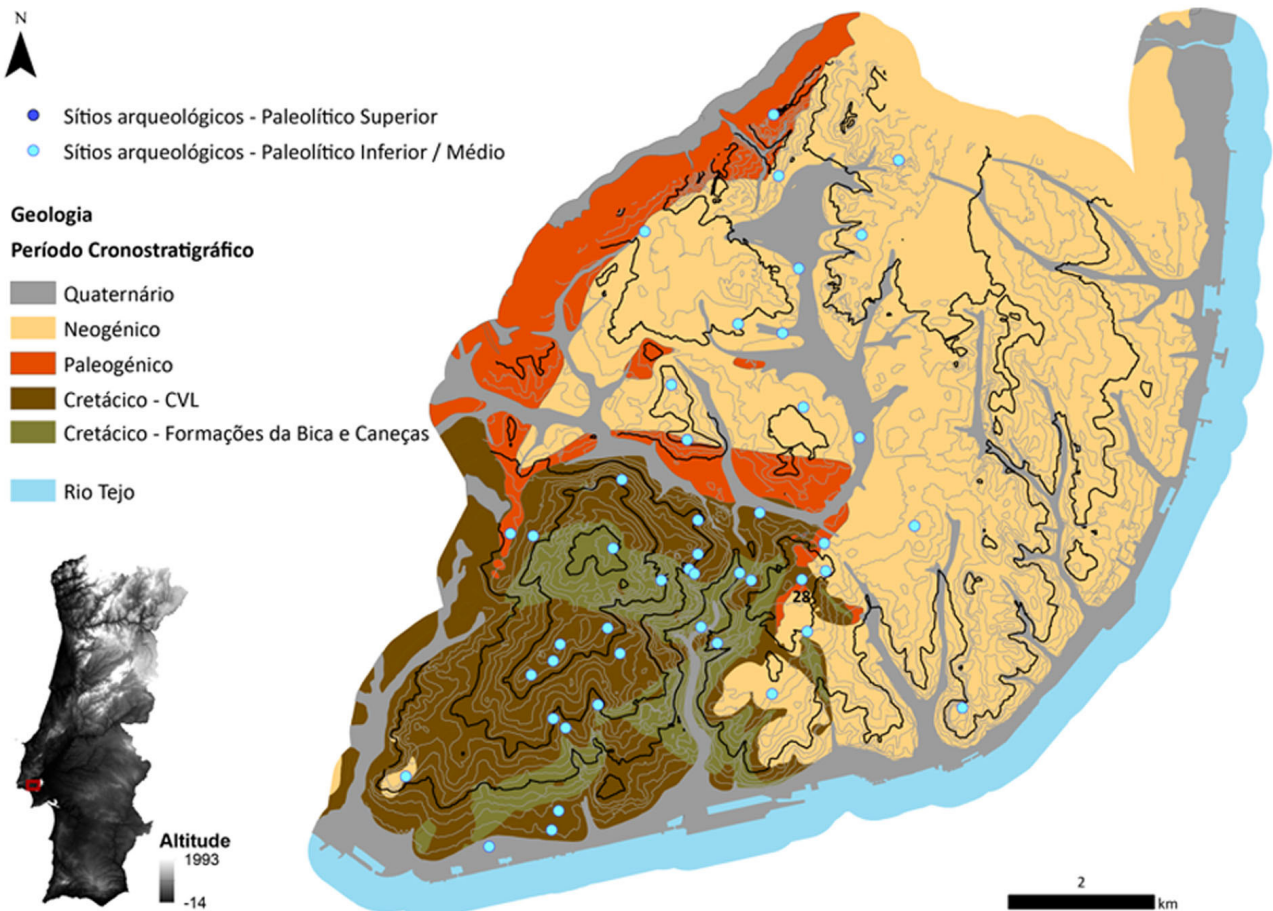 N
Sítios arqueológicos - Paleolítico Superior
Sítios arqueológicos - Paleolítico Inferior / Médio
Geologia
Período Cronostratigráfico
Quaternário
Neogénico
Paleogénico
Cretácico - CVL
Cretácico - Formações da Bica e Caneças
Rio Tejo
28
Altitude
1993
-14
2
km